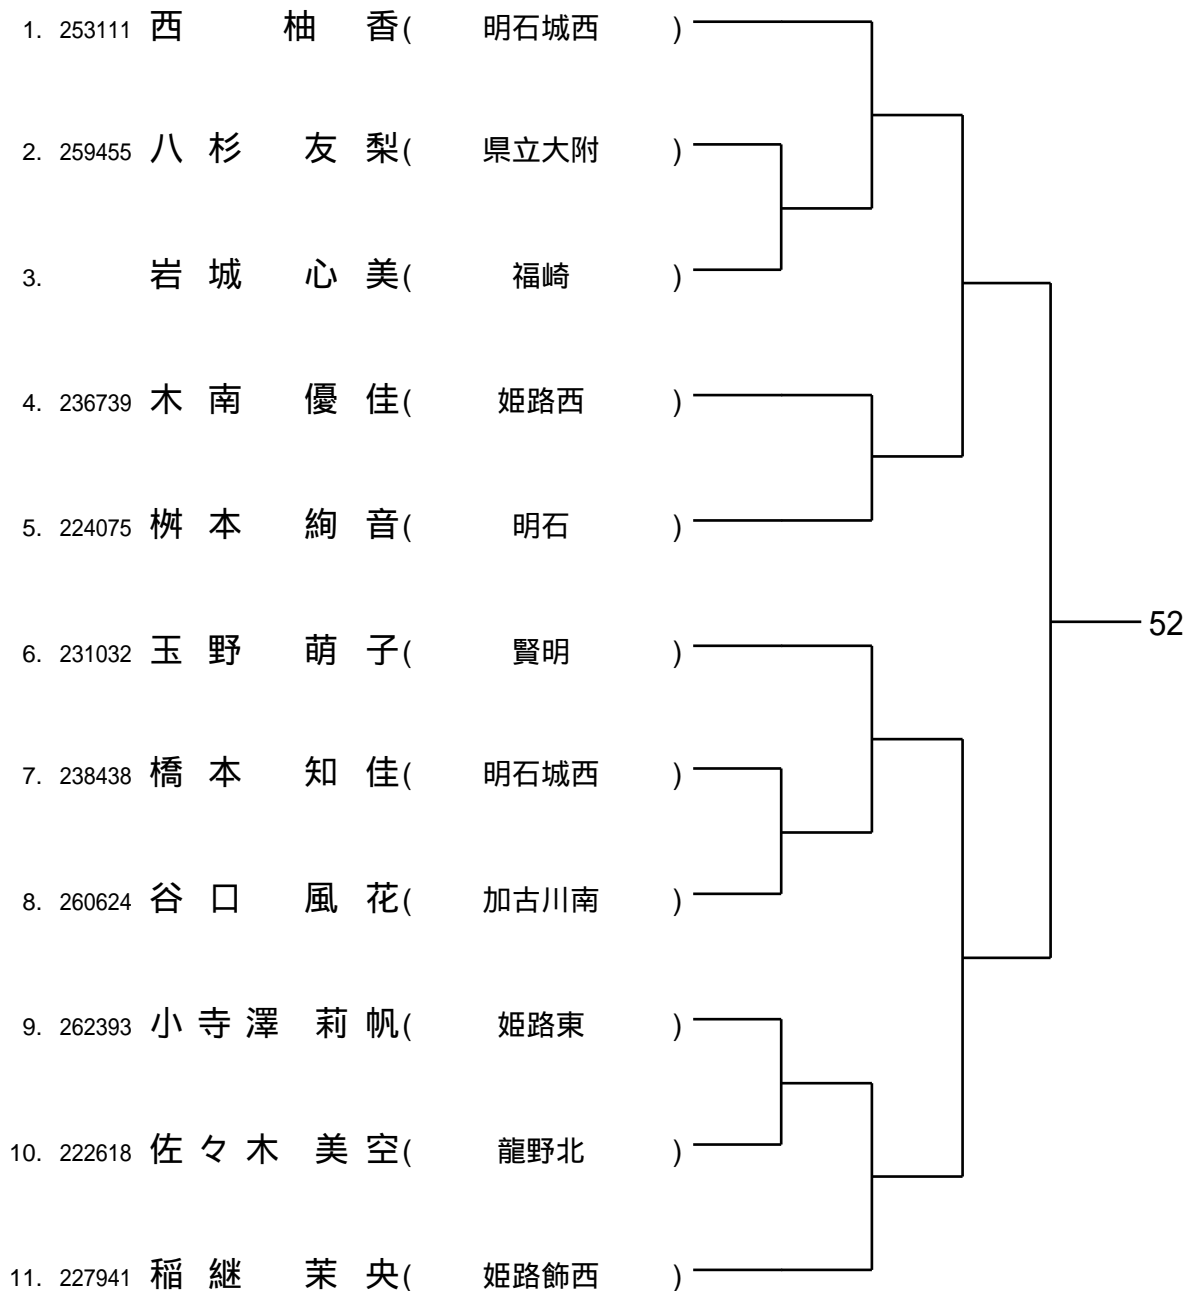 1. 253111 西 柚 香( 明石城西 )
2. 259455 八 杉 友 梨( 県立大附 )
3. 岩 城 心 美( 福崎 )
4. 236739 木 南 優 佳( 姫路西 )
5. 224075 桝 本 絢 音( 明石 )
52
6. 231032 玉 野 萌 子( 賢明 )
7. 238438 橋 本 知 佳( 明石城西 )
8. 260624 谷 口 風 花( 加古川南 )
9. 262393 小 寺 澤 莉 帆( 姫路東 )
10. 222618 佐 々 木 美 空( 龍野北 )
11. 227941 稲 継 茉 央( 姫路飾西 )